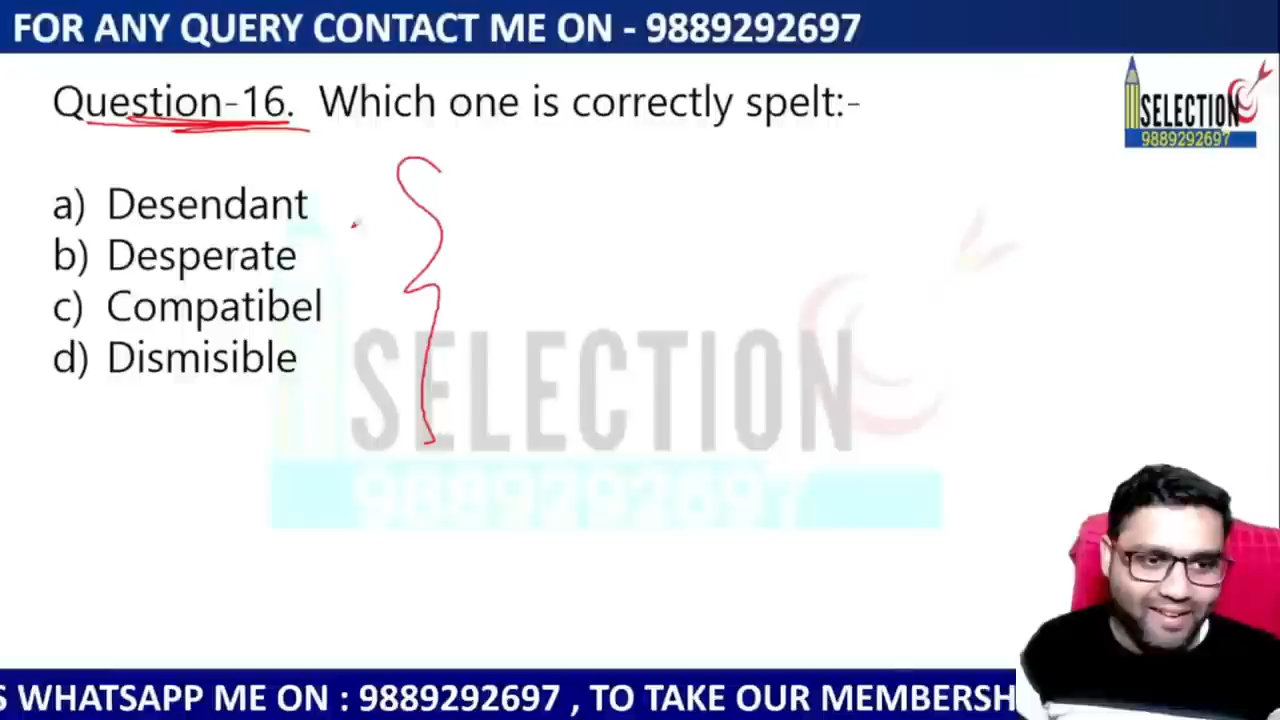 FOR ANY QUERY CONTACT ME ON - 9889292697
Question-16. Which one is correctly spelt:-
SELECTION
9889292697
a) Desendant
b) Desperate
c) Compatibel
d) Dismisible
SELECTION
9889292697
S WHATSAPP ME ON : 9889292697 , TO TAKE OUR MEMBERSH